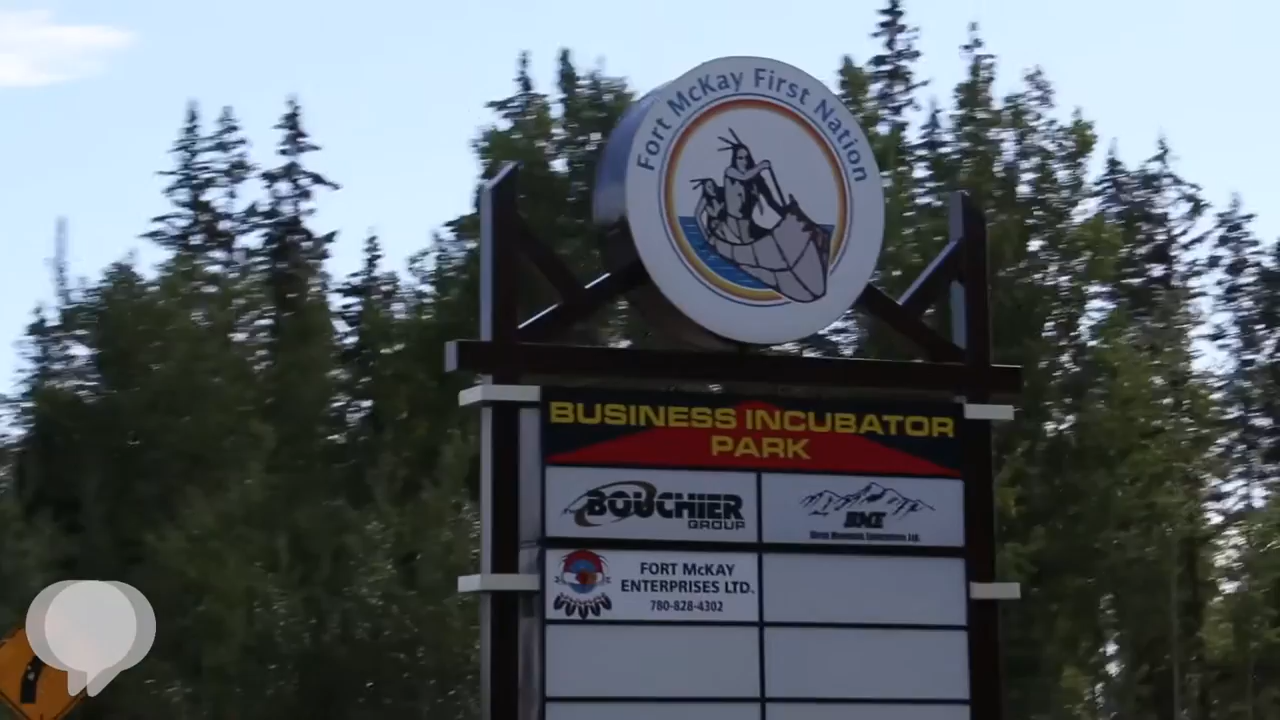 Fort McKay First Nation
BUSINESS INCUBATOR
PARK
BOUCHIER
GROUP
FORT McKAY
ENTERPRISES LTD.
780-828-4302